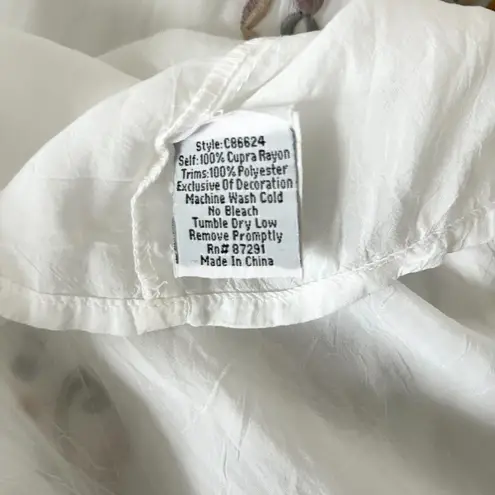 Style:C86624
Self:100% Cupra Rayon
Trims:100% Polyester
Exclusive Of Decoration
Machine Wash Cold
No Bleach
Tumble Dry Low
Remove Promptly
Rn# 87291
Made In China